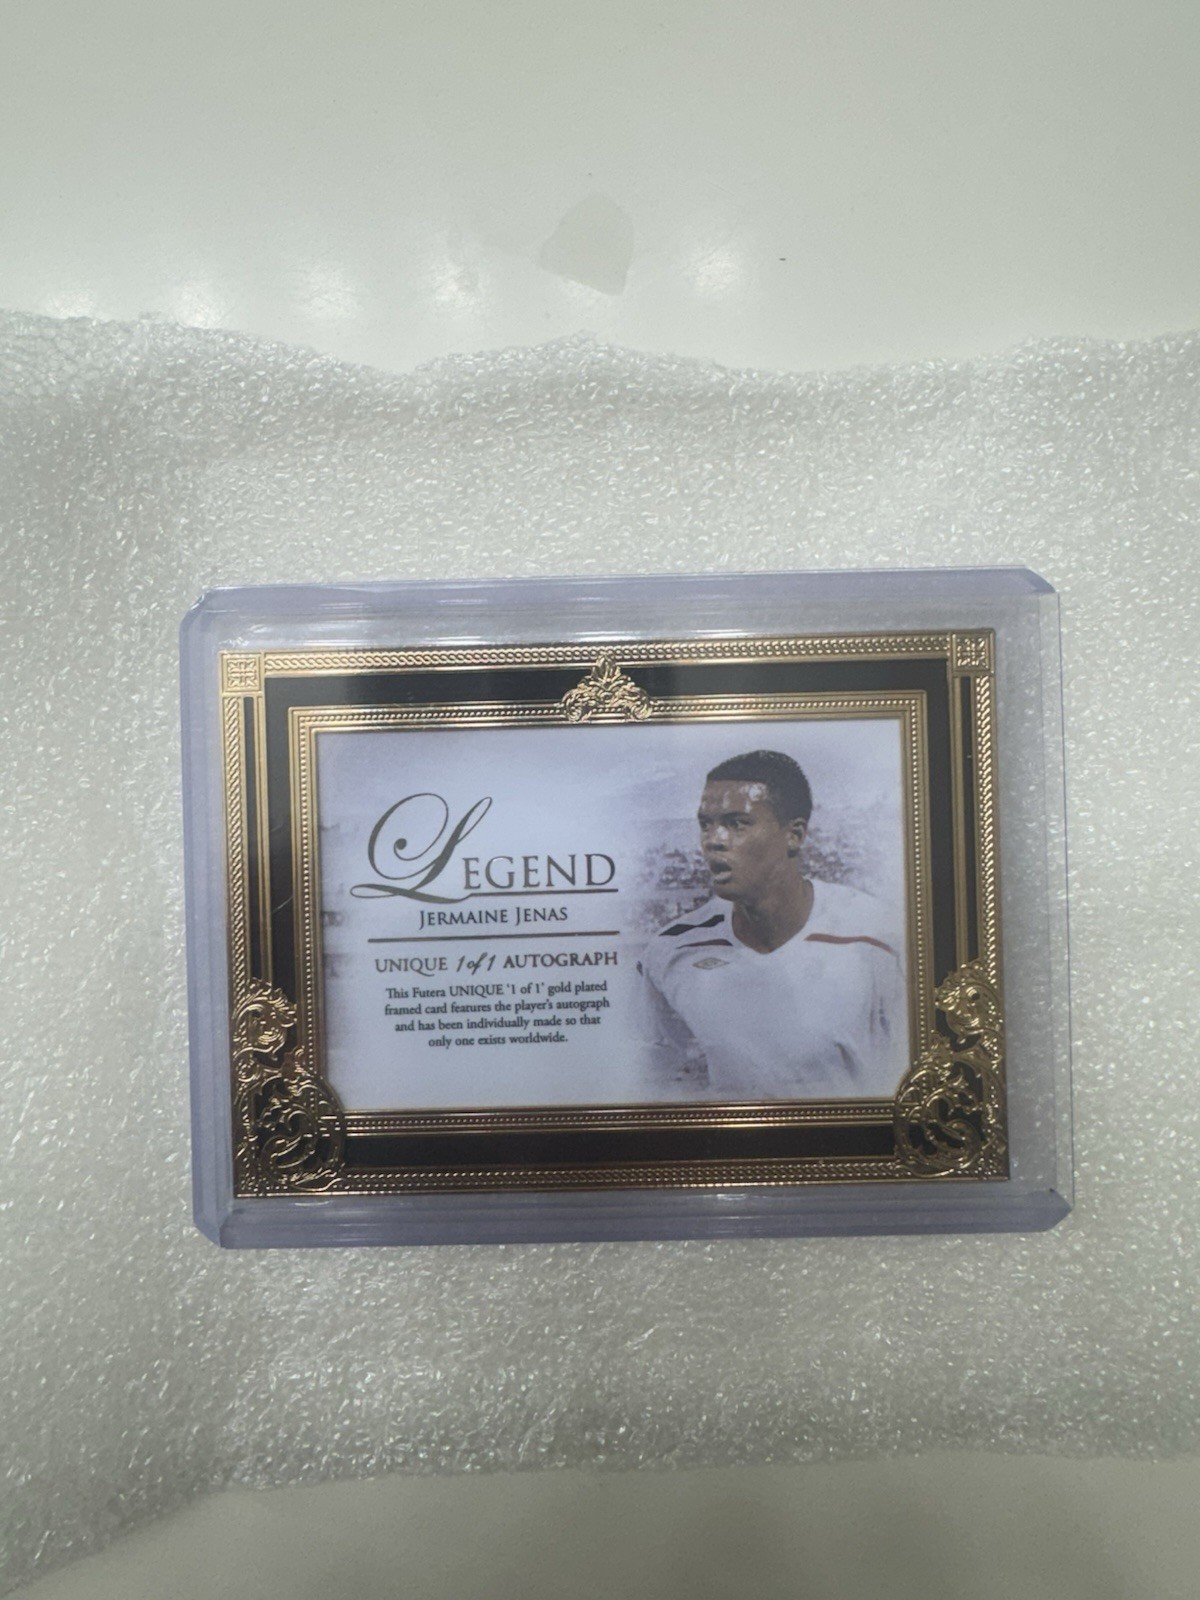 LEGEND
JERMAINE JENAS
UNIQUE 1 of 1 AUTOGRAPH
This Futera UNIQUE '1 of 1' gold plated
framed card features the player's autograph
and has been individually made so that
only one exists worldwide.